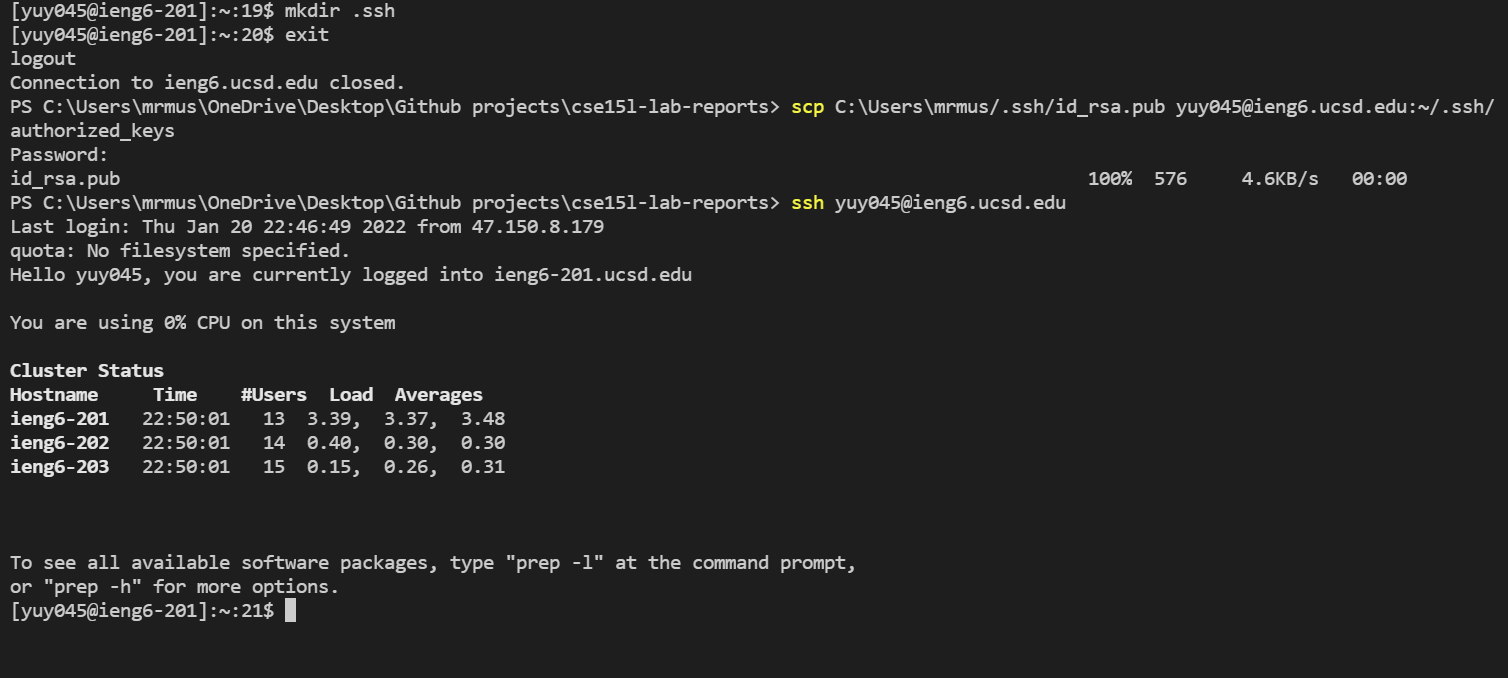 [yuy045@ieng6-201]:~:19$ mkdir .ssh
[yuy045@ieng6-201]:~:20$ exit
logout
Connection to ieng6.ucsd.edu closed.
PS C:\Users\mrmus\OneDrive\Desktop\Github projects\cse15l-lab-reports> scp C:\Users\mrmus/.ssh/id_rsa.pub yuy045@ieng6.ucsd.edu:~/.ssh/
authorized_keys
Password:
id_rsa.pub 100% 576 4.6KB/s 00:00
PS C:\Users\mrmus\OneDrive\Desktop\Github projects\cse15l-lab-reports> ssh yuy045@ieng6.ucsd.edu
Last login: Thu Jan 20 22:46:49 2022 from 47.150.8.179
quota: No filesystem specified.
Hello yuy045, you are currently logged into ieng6-201.ucsd.edu
You are using 0% CPU on this system
Cluster Status
Hostname Time #Users Load Averages
ieng6-201 22:50:01 13 3.39, 3.37, 3.48
ieng6-202 22:50:01 14 0.40, 0.30, 0.30
ieng6-203 22:50:01 15 0.15, 0.26, 0.31
To see all available software packages, type "prep -l" at the command prompt,
or "prep -h" for more options.
[yuy045@ieng6-201]:~:21$